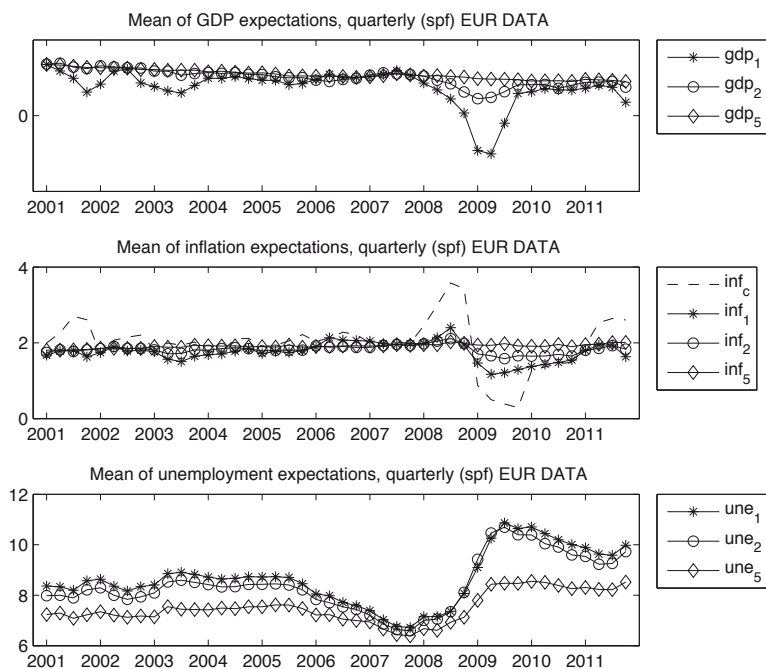 Mean of GDP expectations, quarterly (spf) EUR DATA
0
2001 2002 2003 2004 2005 2006 2007 2008 2009 2010 2011
gdp1
gdp2
gdp5
Mean of inflation expectations, quarterly (spf) EUR DATA
4
2
0
2001 2002 2003 2004 2005 2006 2007 2008 2009 2010 2011
infc
inf1
inf2
inf5
Mean of unemployment expectations, quarterly (spf) EUR DATA
12
10
8
6
2001 2002 2003 2004 2005 2006 2007 2008 2009 2010 2011
une1
une2
une5